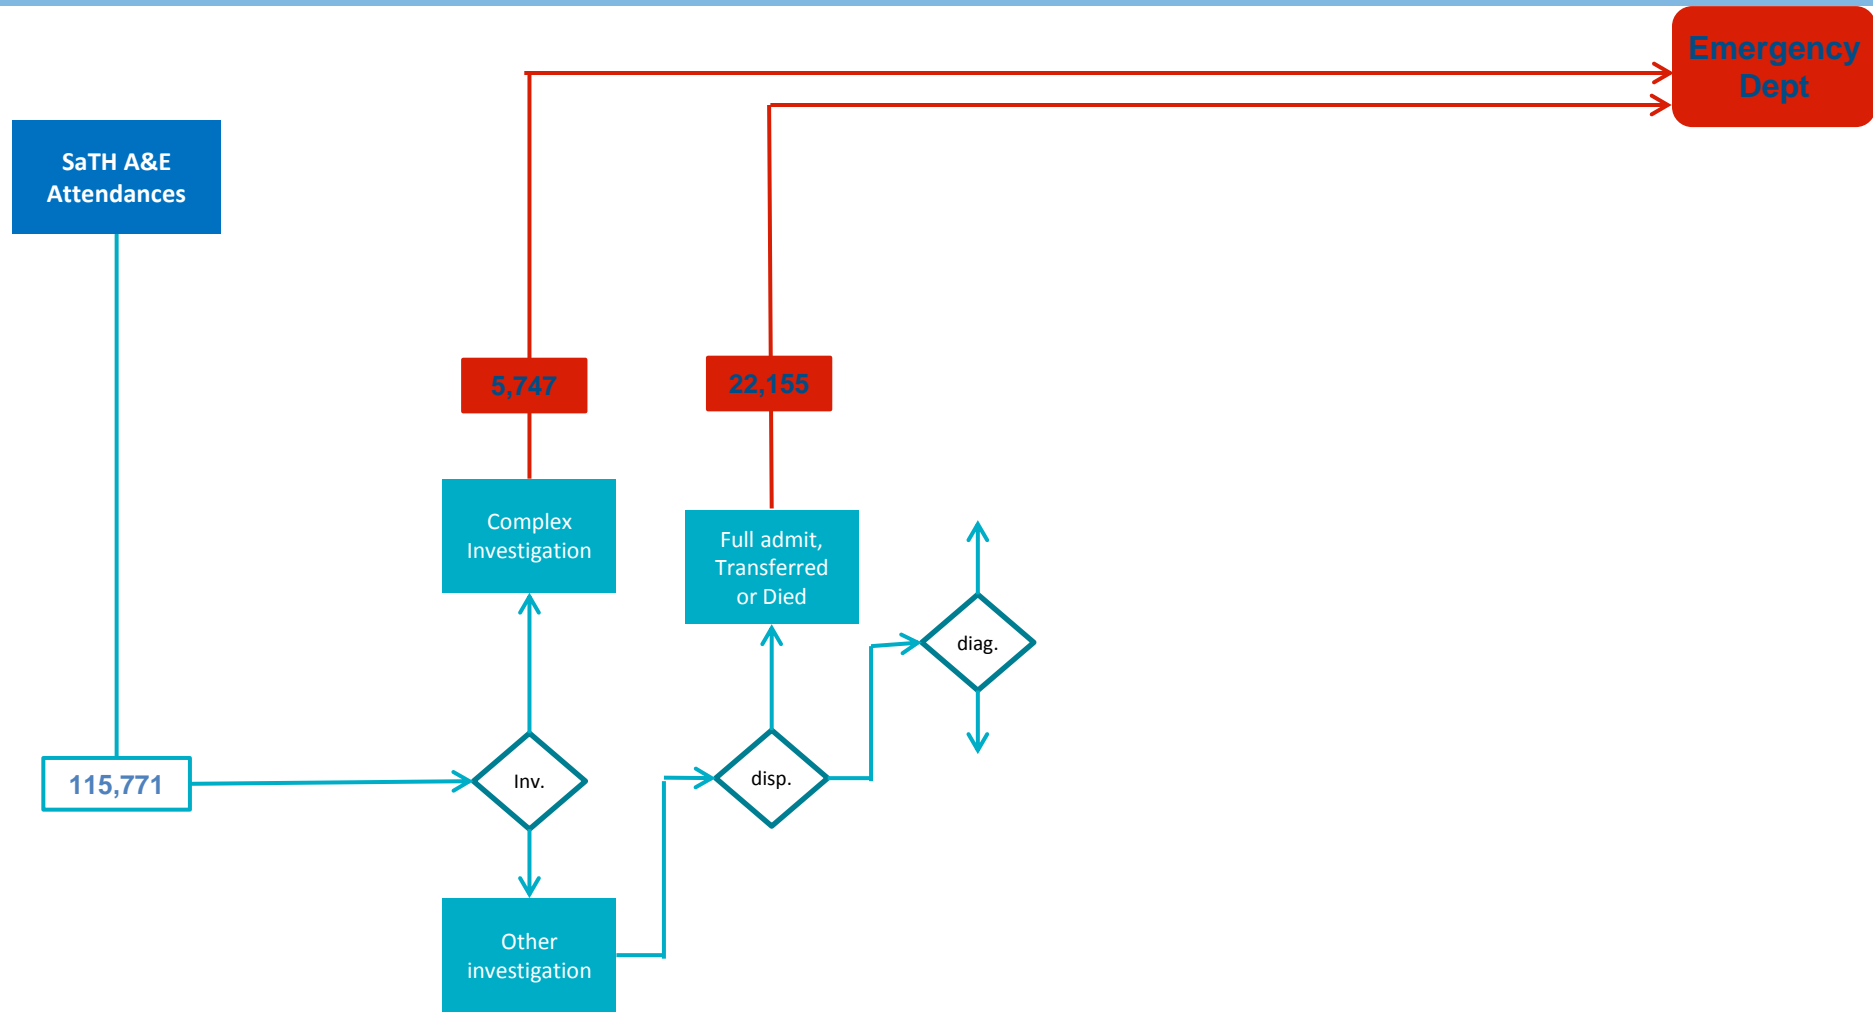 Emergency
Dept
SaTH A&E
Attendances
5,747
22,155
Complex
Investigation
Full admit,
Transferred
or Died
diag.
115,771
Inv.
disp.
Other
investigation